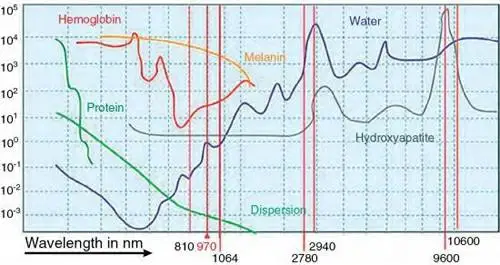 10⁵
Hemoglobin
Water
10⁴
Melanin
10³
10²
Protein
10¹
10⁰
Hydroxyapatite
10⁻¹
10⁻²
10⁻³
Dispersion
Wavelength in nm
810 970
2940
10600
1064
2780
9600